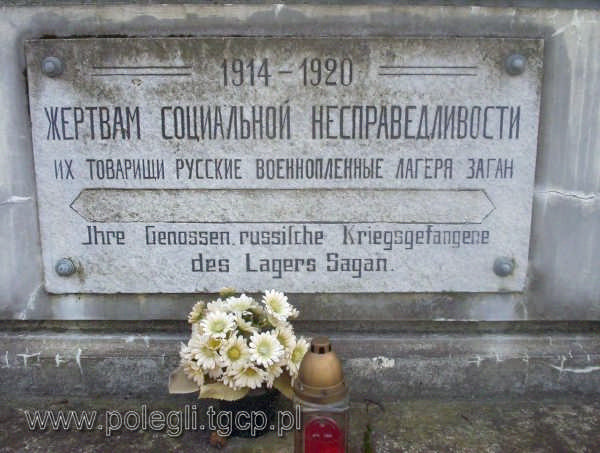 1914 - 1920
ЖЕРТВАМ СОЦИАЛЬНОЙ НЕСПРАВЕДЛИВОСТИ
ИХ ТОВАРИЩИ РУССКИЕ ВОЕННОПЛЕННЫЕ ЛАГЕРЯ ЗАГАН
Jhre Genossen. russiſche Kriegsgefangene
des Lagers Sagan.
www.polegli.tgcp.pl